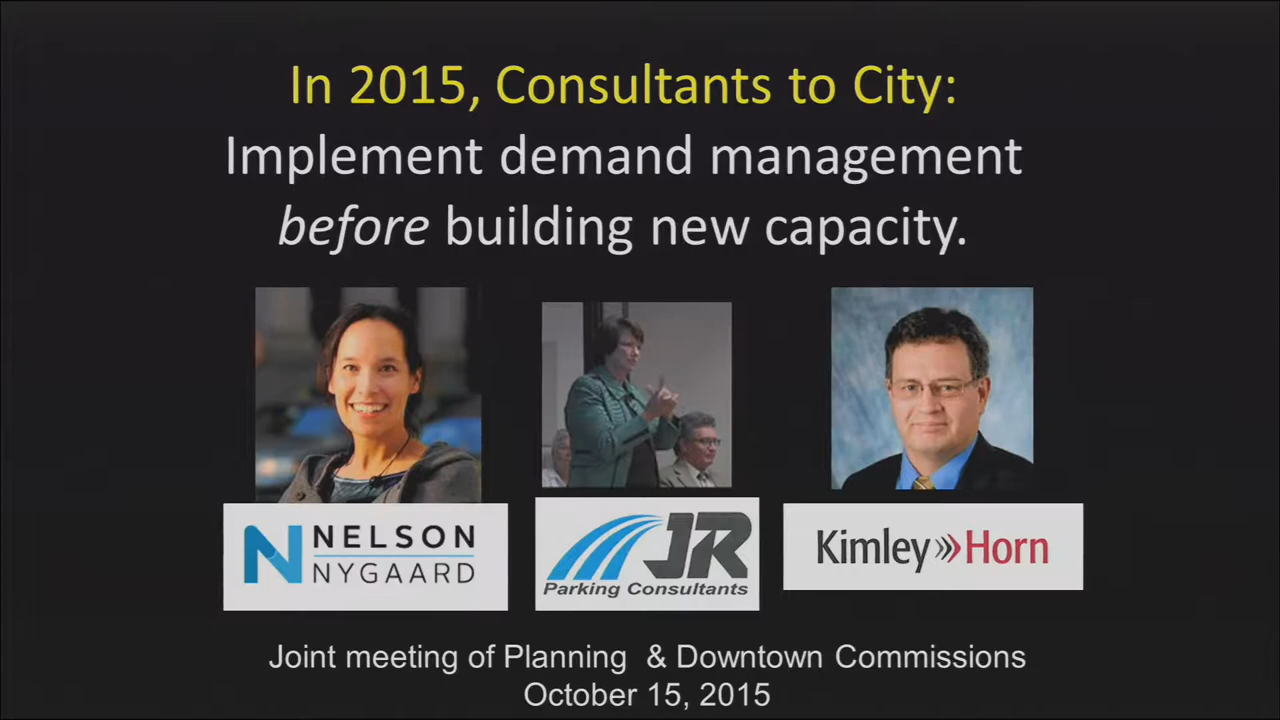 In 2015, Consultants to City:
Implement demand management
before building new capacity.
NELSON
NYGAARD
JR
Parking Consultants
Kimley»Horn
Joint meeting of Planning & Downtown Commissions
October 15, 2015